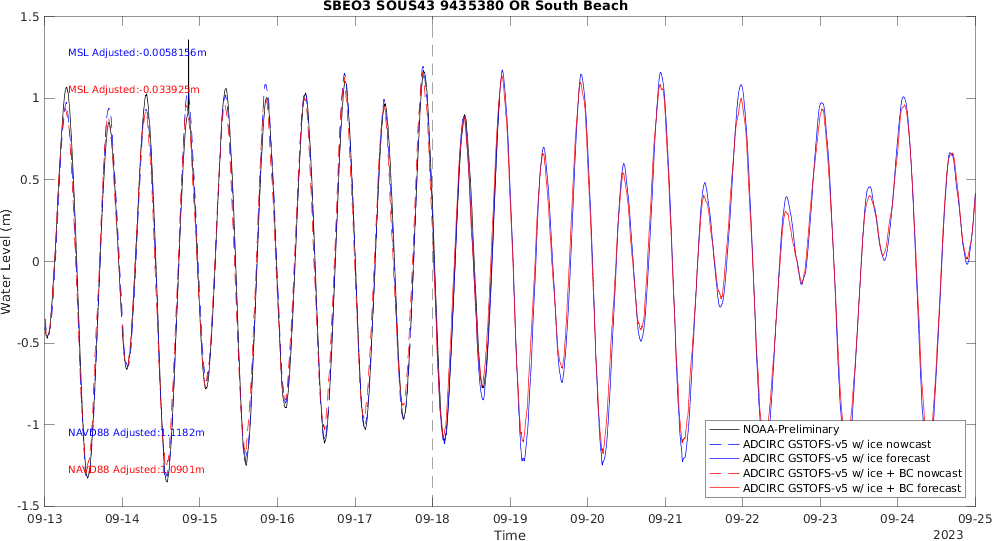 SBEO3 SOUS43 9435380 OR South Beach
1.5
MSL Adjusted:-0.0058156m
MSL Adjusted:-0.033925m
1
0.5
Water Level (m)
0
-0.5
-1
NAVD88 Adjusted:1.1182m
NAVD88 Adjusted:1.0901m
-1.5
NOAA-Preliminary
ADCIRC GSTOFS-v5 w/ ice nowcast
ADCIRC GSTOFS-v5 w/ ice forecast
ADCIRC GSTOFS-v5 w/ ice + BC nowcast
ADCIRC GSTOFS-v5 w/ ice + BC forecast
09-13 09-14 09-15 09-16 09-17 09-18 09-19 09-20 09-21 09-22 09-23 09-24 09-25
Time
2023